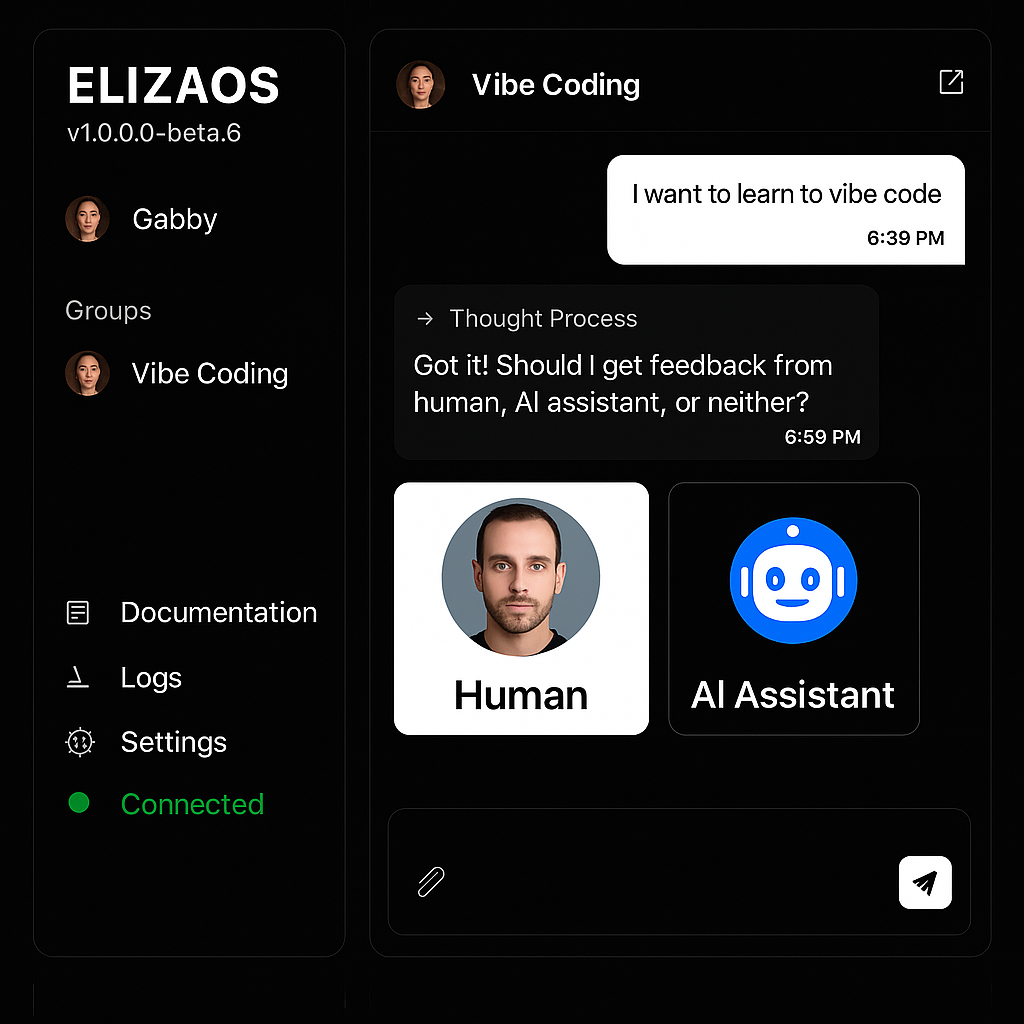 ELIZAOS
v1.0.0.0-beta.6
Gabby
Groups
Vibe Coding
Documentation
Logs
Settings
Connected
Vibe Coding
I want to learn to vibe code
6:39 PM
→ Thought Process
Got it! Should I get feedback from
human, AI assistant, or neither?
6:59 PM
Human
AI Assistant